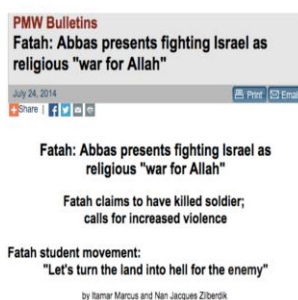 PMW Bulletins
Fatah: Abbas presents fighting Israel as
religious "war for Allah"
July 24, 2014
Print
Email
Share |
Fatah: Abbas presents fighting Israel as
religious "war for Allah"
Fatah claims to have killed soldier;
calls for increased violence
Fatah student movement:
"Let's turn the land into hell for the enemy"
by Itamar Marcus and Nan Jacques Zilberdik